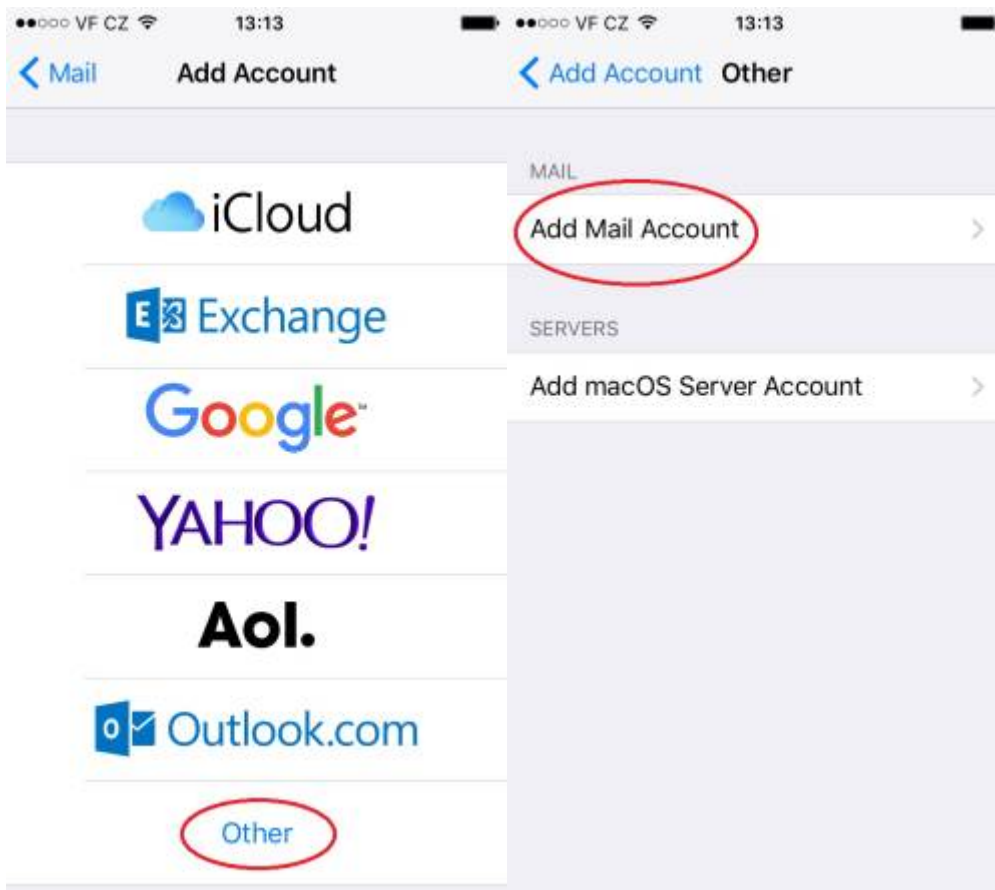 VF CZ 13:13
Mail Add Account
iCloud
Exchange
Google
YAHOO!
Aol.
Outlook.com
Other
VF CZ 13:13
Add Account Other
MAIL
Add Mail Account
SERVERS
Add macOS Server Account